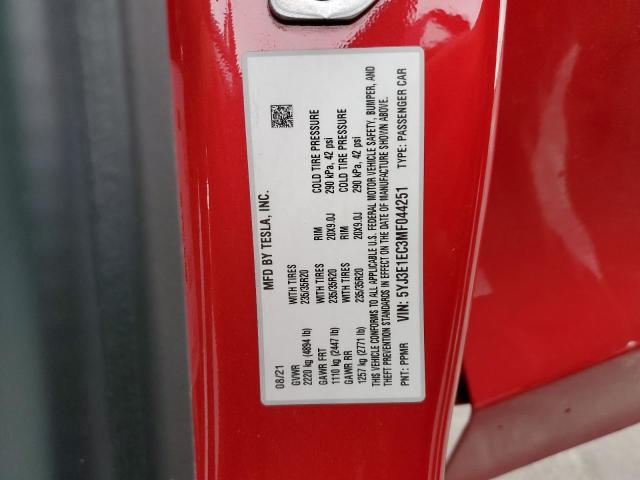 MFD BY TESLA, INC.
08/21
GVWR WITH TIRES RIM COLD TIRE PRESSURE
2220 kg (4894 lb) 235/35R20 20X9.0J 290 kPa, 42 psi
GAWR FRT WITH TIRES RIM COLD TIRE PRESSURE
1110 kg (2447 lb) 235/35R20 20X9.0J 290 kPa, 42 psi
GAWR RR WITH TIRES
1257 kg (2771 lb) 235/35R20
THIS VEHICLE CONFORMS TO ALL APPLICABLE U.S. FEDERAL MOTOR VEHICLE SAFETY, BUMPER, AND
THEFT PREVENTION STANDARDS IN EFFECT ON THE DATE OF MANUFACTURE SHOWN ABOVE.
PNT: PPMR VIN: 5YJ3E1EC3MF044251 TYPE: PASSENGER CAR